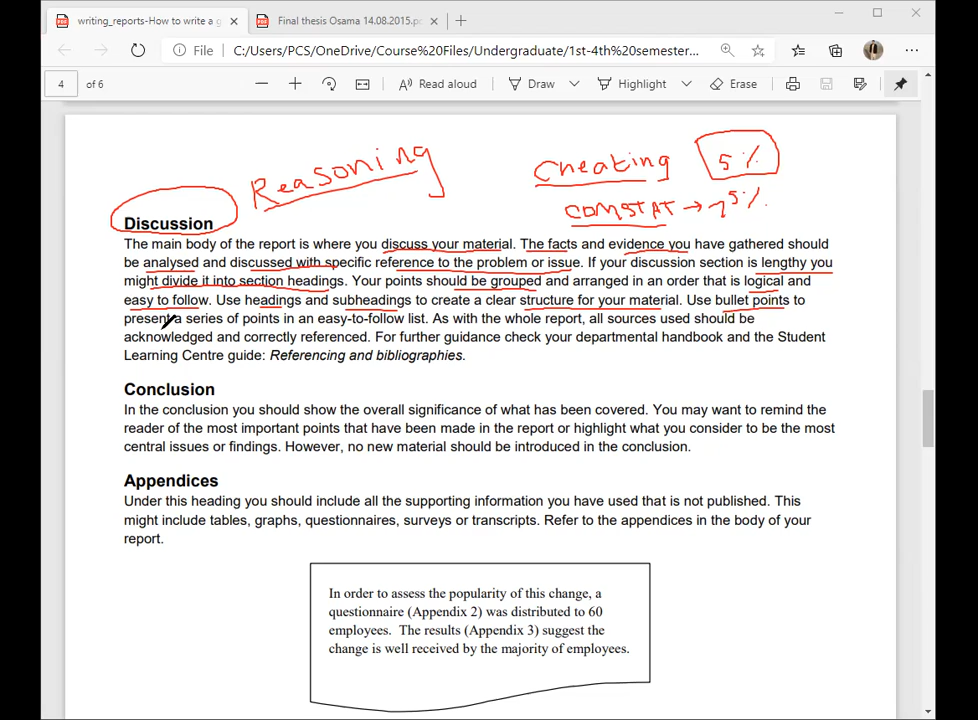 writing_reports-How to write a g
Final thesis Osama 14.08.2015.pd
File
C:/Users/PCS/OneDrive/Course%20Files/Undergraduate/1st-4th%20semester...
4 of 6
Read aloud
Draw
Highlight
Erase
Reasoning
Cheating 5%
COMSTAT → 75%
Discussion
The main body of the report is where you discuss your material. The facts and evidence you have gathered should
be analysed and discussed with specific reference to the problem or issue. If your discussion section is lengthy you
might divide it into section headings. Your points should be grouped and arranged in an order that is logical and
easy to follow. Use headings and subheadings to create a clear structure for your material. Use bullet points to
present a series of points in an easy-to-follow list. As with the whole report, all sources used should be
acknowledged and correctly referenced. For further guidance check your departmental handbook and the Student
Learning Centre guide: Referencing and bibliographies.
Conclusion
In the conclusion you should show the overall significance of what has been covered. You may want to remind the
reader of the most important points that have been made in the report or highlight what you consider to be the most
central issues or findings. However, no new material should be introduced in the conclusion.
Appendices
Under this heading you should include all the supporting information you have used that is not published. This
might include tables, graphs, questionnaires, surveys or transcripts. Refer to the appendices in the body of your
report.
In order to assess the popularity of this change, a
questionnaire (Appendix 2) was distributed to 60
employees. The results (Appendix 3) suggest the
change is well received by the majority of employees.